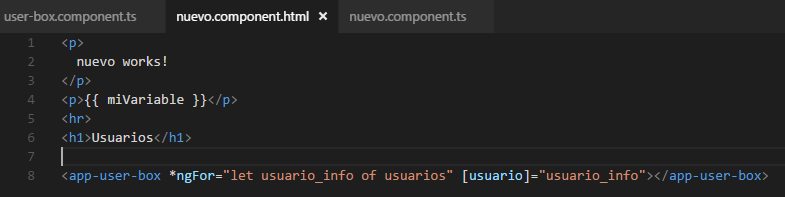 user-box.component.ts nuevo.component.html × nuevo.component.ts
1 <p>
2 nuevo works!
3 </p>
4 <p>{{ miVariable }}</p>
5 <hr>
6 <h1>Usuarios</h1>
7
8 <app-user-box *ngFor="let usuario_info of usuarios" [usuario]="usuario_info"></app-user-box>